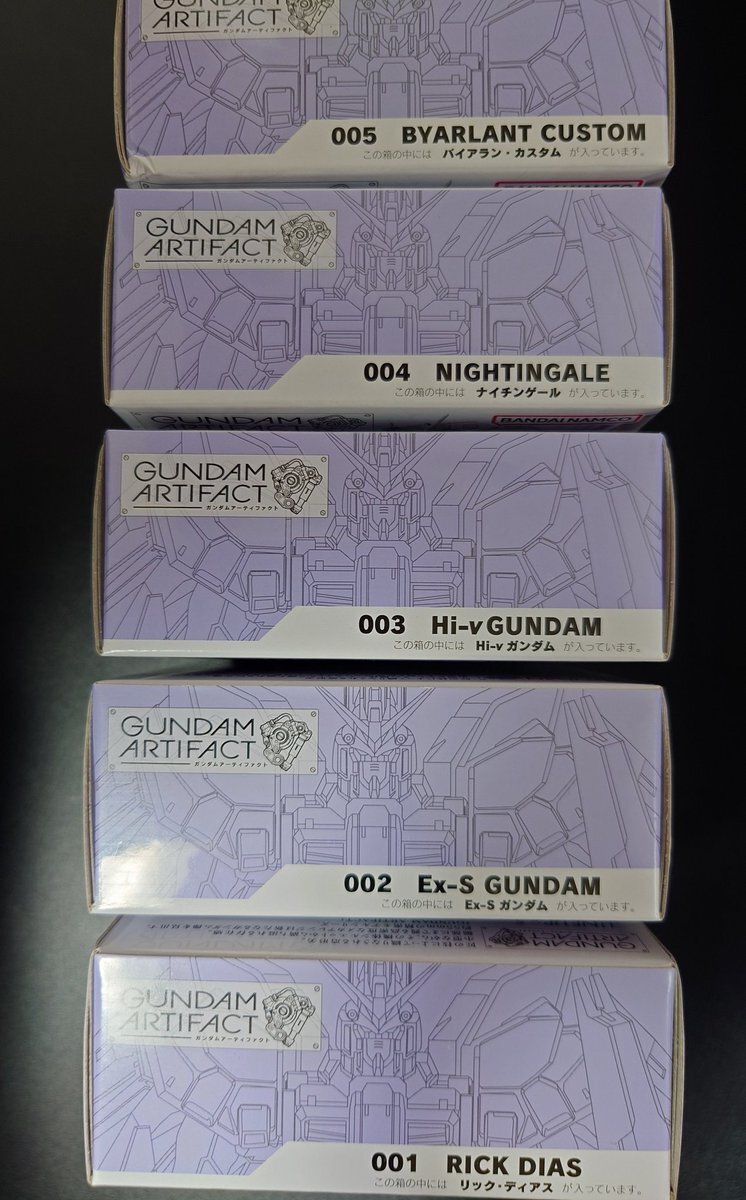 005 BYARLANT CUSTOM
この箱の中には バイアラン・カスタム が入っています。
BANDAI NAMCO
GUNDAM
ARTIFACT
ガンダムアーティファクト
004 NIGHTINGALE
この箱の中には ナイチンゲール が入っています。
GUNDAM
BANDAI NAMCO
GUNDAM
ARTIFACT
ガンダムアーティファクト
003 Hi-ν GUNDAM
この箱の中には Hi-ν ガンダム が入っています。
GUNDAM
ARTIFACT
ガンダムアーティファクト
002 Ex-S GUNDAM
この箱の中には Ex-S ガンダム が入っています。
GUNDAM
ARTIFACT
GUNDAM
ARTIFACT
ガンダムアーティファクト
001 RICK DIAS
この箱の中には リック・ディアス が入っています。